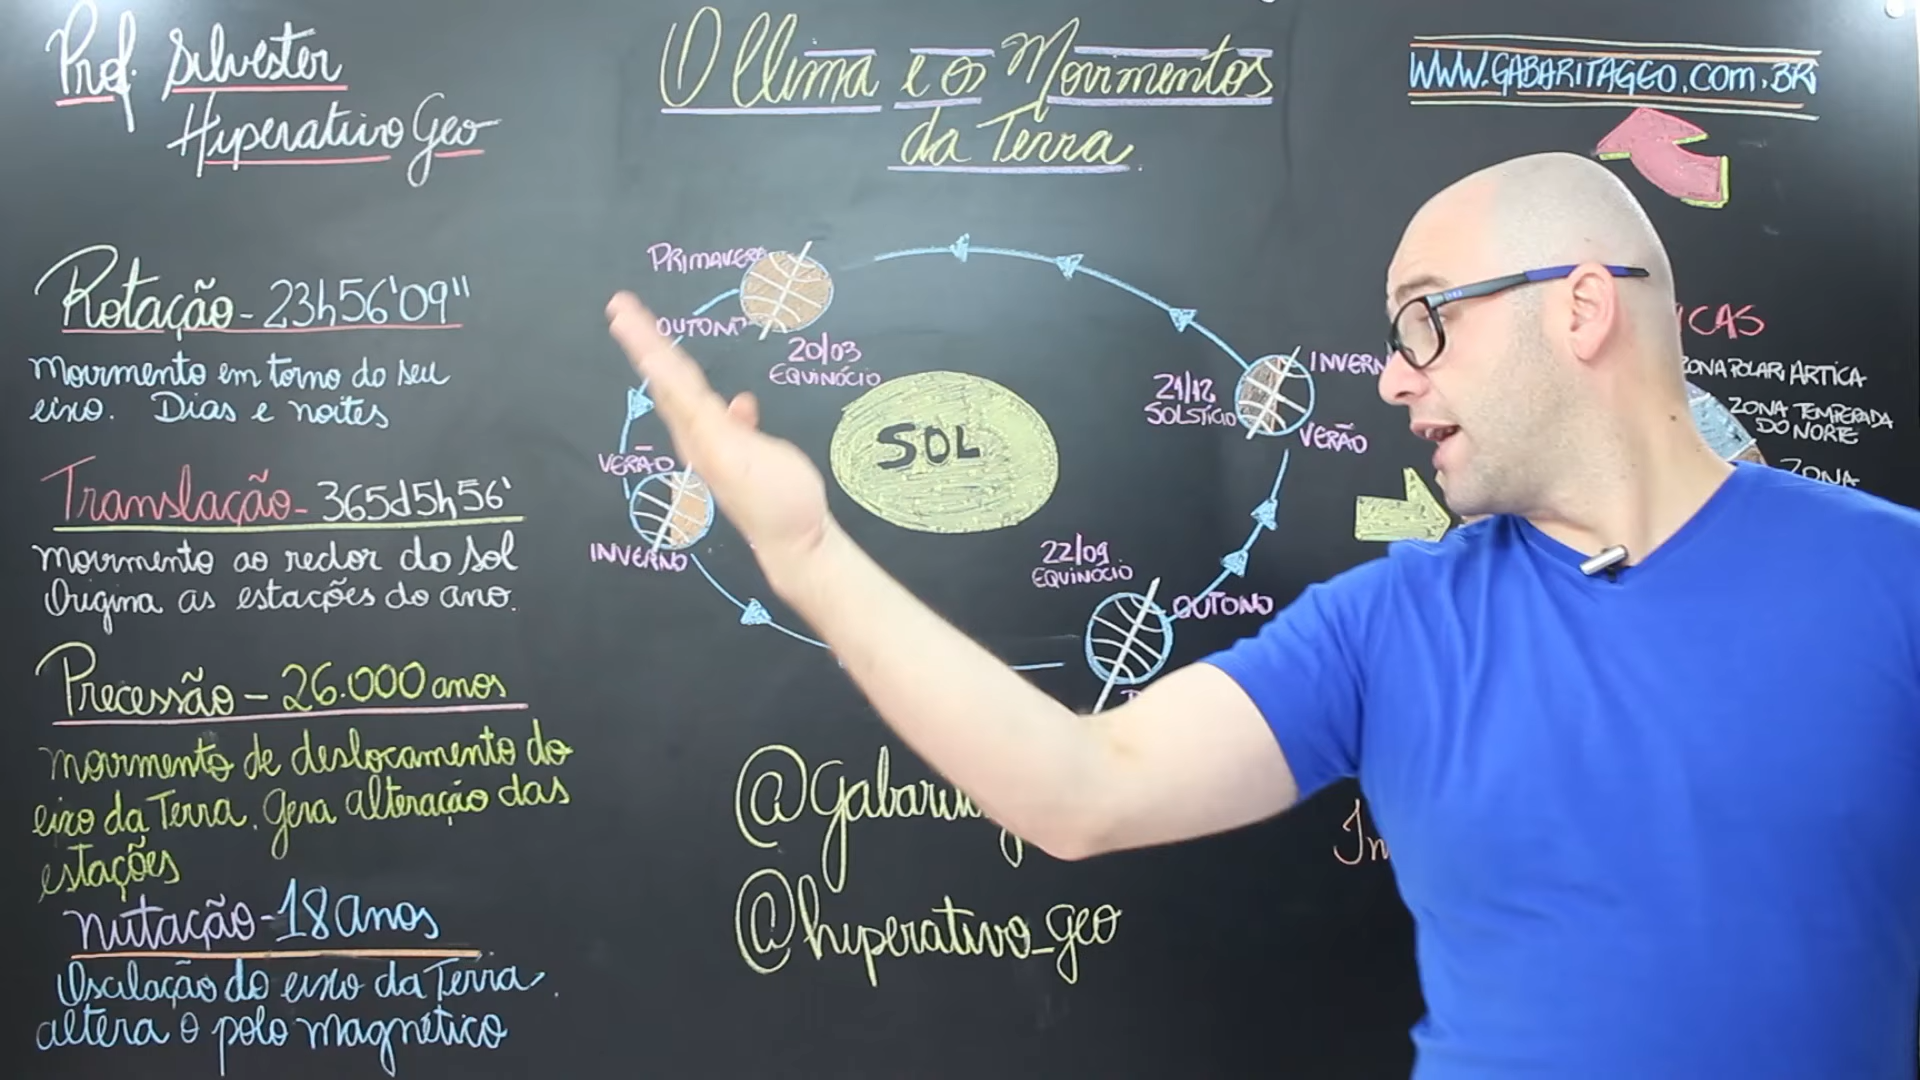 Prof. Silvester
Hiperativo Geo
O Clima e os Movimentos
da Terra
WWW.GABARITAGEO.COM.BR
Rotação - 23h56'09"
Movimento em torno do seu
eixo. Dias e noites
Translação - 365d5h56'
Movimento ao redor do Sol
Origina as estações do ano.
Precessão - 26.000 anos
Movimento de deslocamento do
eixo da Terra. Gera alteração das
estações
Nutação - 18 anos
Oscilação do eixo da Terra.
altera o polo magnético
PRIMAVERA
OUTONO
20/03
EQUINÓCIO
SOL
21/12
SOLSTÍCIO
INVERN
VERÃO
VERÃO
INVERNO
22/09
EQUINÓCIO
OUTONO
@hiperativo_geo
ICAS
ZONA POLAR ÁRTICA
ZONA TEMPERADA
DO NORTE
ZONA